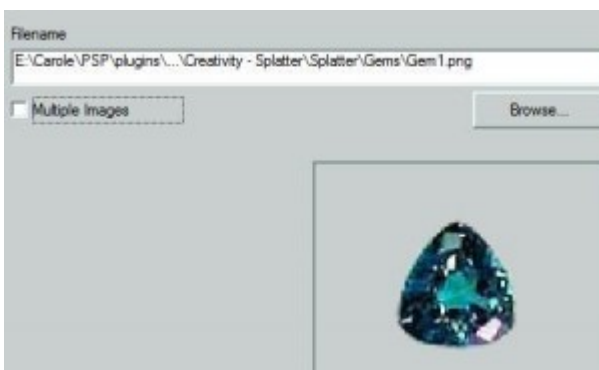 Filename
E:\Carole\PSP\plugins\...\Creativity - Splatter\Splatter\Gems\Gem1.png
Multiple Images
Browse...